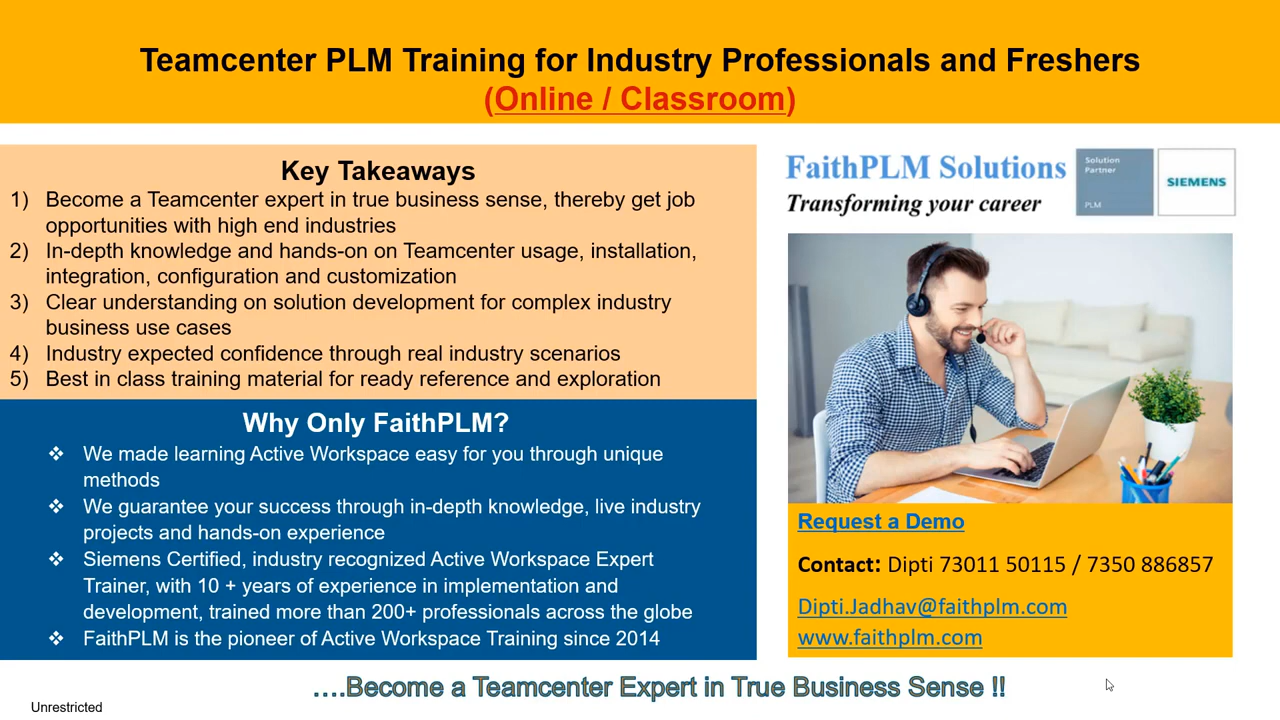 Teamcenter PLM Training for Industry Professionals and Freshers
(Online / Classroom)
Key Takeaways
1) Become a Teamcenter expert in true business sense, thereby get job
opportunities with high end industries
2) In-depth knowledge and hands-on on Teamcenter usage, installation,
integration, configuration and customization
3) Clear understanding on solution development for complex industry
business use cases
4) Industry expected confidence through real industry scenarios
5) Best in class training material for ready reference and exploration
Why Only FaithPLM?
❖ We made learning Active Workspace easy for you through unique
methods
❖ We guarantee your success through in-depth knowledge, live industry
projects and hands-on experience
❖ Siemens Certified, industry recognized Active Workspace Expert
Trainer, with 10 + years of experience in implementation and
development, trained more than 200+ professionals across the globe
❖ FaithPLM is the pioneer of Active Workspace Training since 2014
FaithPLM Solutions
Transforming your career
Solution
Partner
PLM
SIEMENS
Request a Demo
Contact: Dipti 73011 50115 / 7350 886857
Dipti.Jadhav@faithplm.com
www.faithplm.com
....Become a Teamcenter Expert in True Business Sense !!
Unrestricted